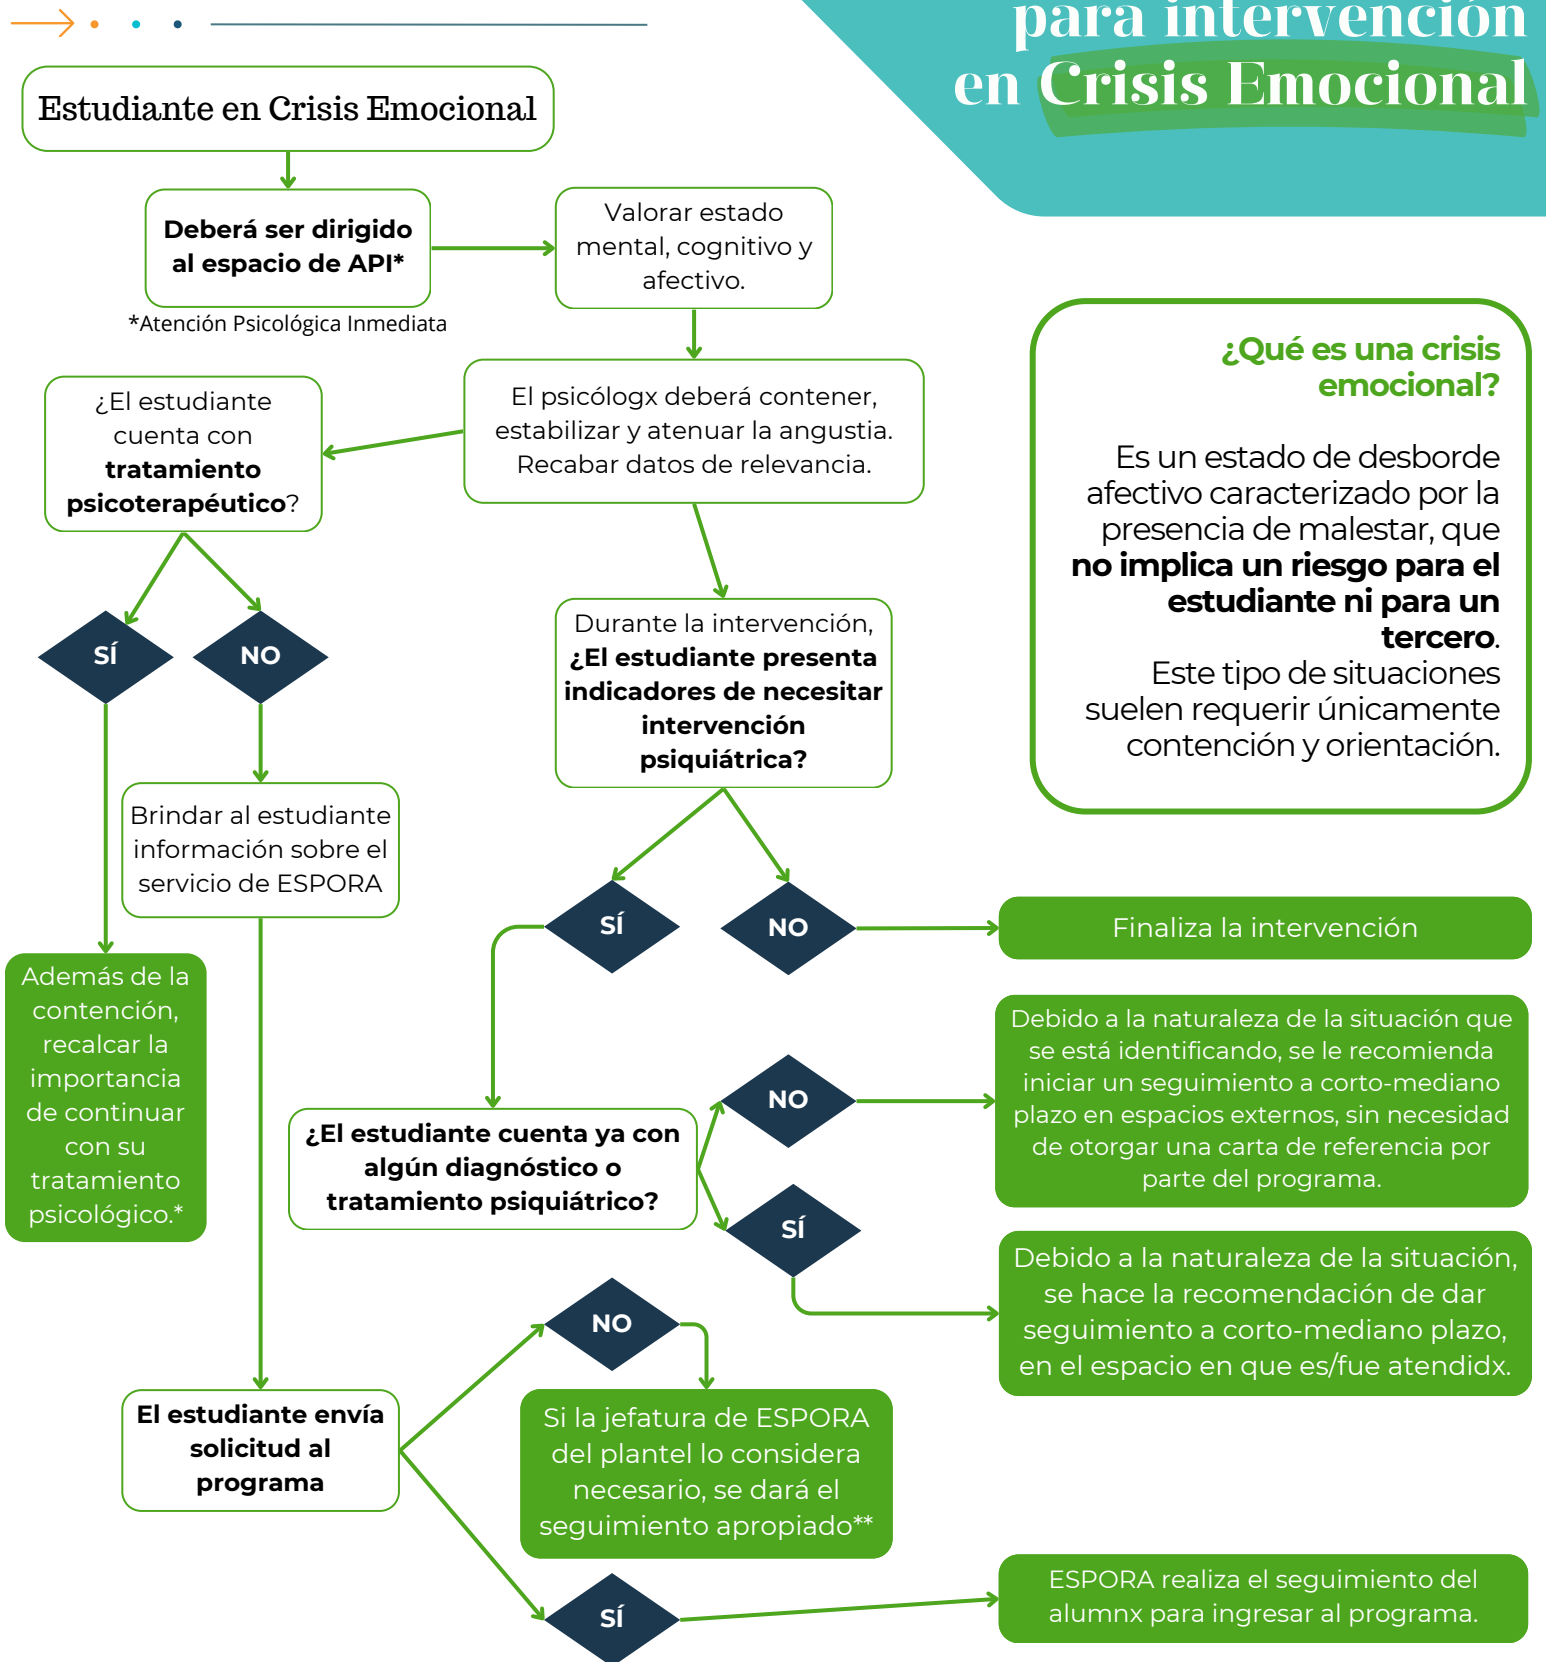 para intervención
en Crisis Emocional
Estudiante en Crisis Emocional
Deberá ser dirigido
al espacio de API*
*Atención Psicológica Inmediata
Valorar estado
mental, cognitivo y
afectivo.
¿Qué es una crisis
emocional?
Es un estado de desborde
afectivo caracterizado por la
presencia de malestar, que
no implica un riesgo para el
estudiante ni para un
tercero.
Este tipo de situaciones
suelen requerir únicamente
contención y orientación.
El psicólogx deberá contener,
estabilizar y atenuar la angustia.
Recabar datos de relevancia.
¿El estudiante
cuenta con
tratamiento
psicoterapéutico?
SÍ
NO
Durante la intervención,
¿El estudiante presenta
indicadores de necesitar
intervención
psiquiátrica?
Brindar al estudiante
información sobre el
servicio de ESPORA
SÍ
NO
Finaliza la intervención
Además de la
contención,
recalcar la
importancia
de continuar
con su
tratamiento
psicológico.*
¿El estudiante cuenta ya con
algún diagnóstico o
tratamiento psiquiátrico?
NO
Debido a la naturaleza de la situación que
se está identificando, se le recomienda
iniciar un seguimiento a corto-mediano
plazo en espacios externos, sin necesidad
de otorgar una carta de referencia por
parte del programa.
SÍ
Debido a la naturaleza de la situación,
se hace la recomendación de dar
seguimiento a corto-mediano plazo,
en el espacio en que es/fue atendidx.
El estudiante envía
solicitud al
programa
NO
Si la jefatura de ESPORA
del plantel lo considera
necesario, se dará el
seguimiento apropiado**
SÍ
ESPORA realiza el seguimiento del
alumnx para ingresar al programa.